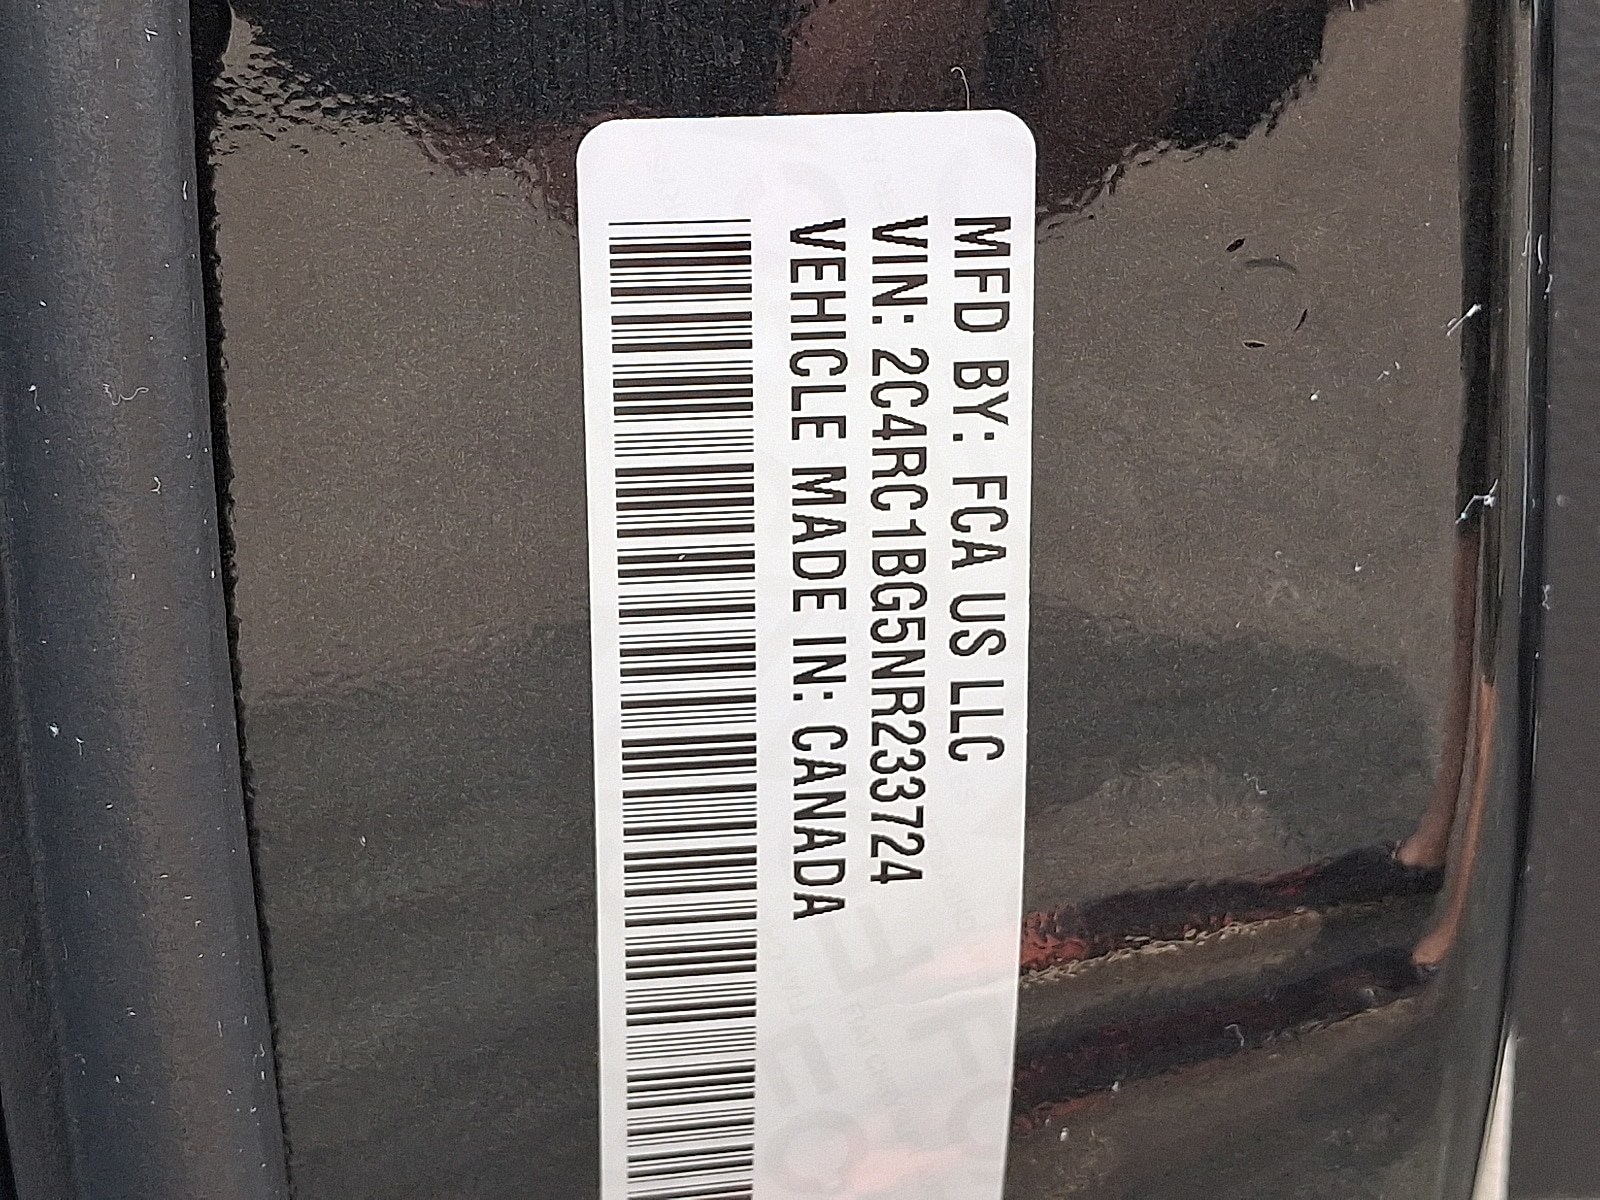 MFD BY: FCA US LLC
VIN: 2C4RC1BG5NR233724
VEHICLE MADE IN: CANADA